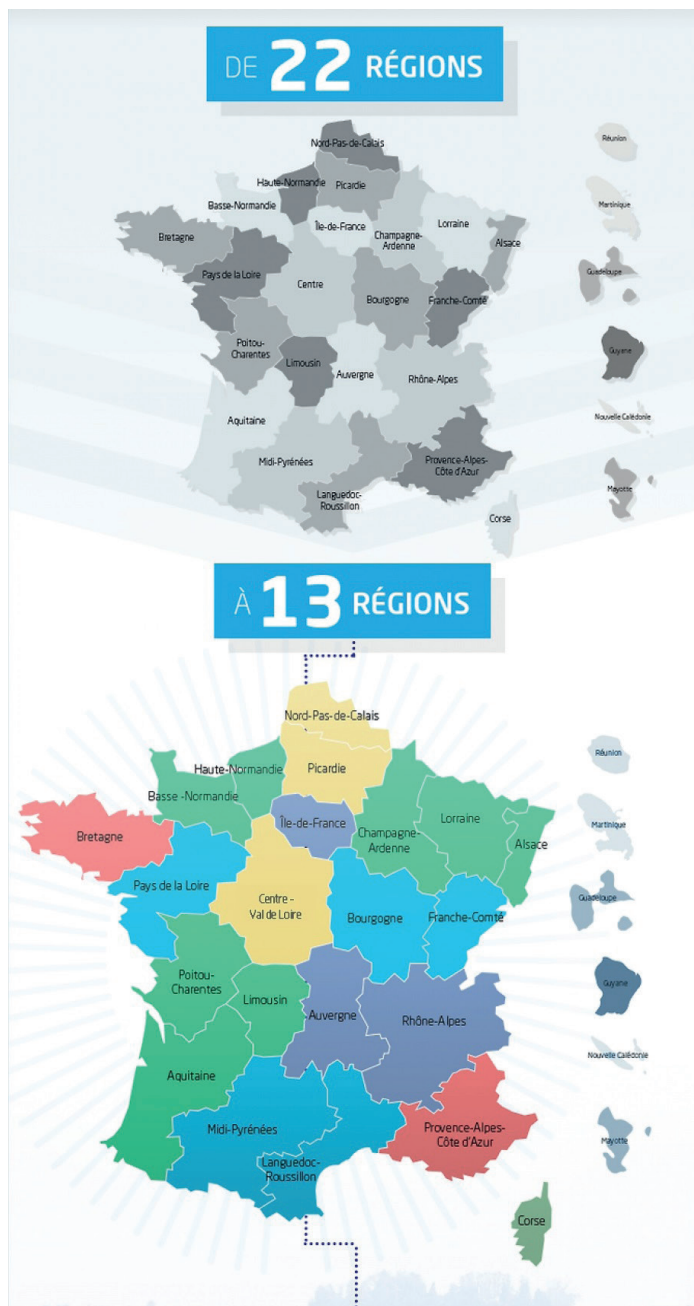 DE 22 RÉGIONS
Nord-Pas-de-Calais
Réunion
Haute-Normandie
Picardie
Basse-Normandie
Martinique
Île-de-France
Lorraine
Champagne-
Ardenne
Bretagne
Alsace
Pays de la Loire
Guadeloupe
Centre
Bourgogne
Franche-Comté
Poitou-
Charentes
Guyane
Limousin
Auvergne
Rhône-Alpes
Aquitaine
Nouvelle Calédonie
Midi-Pyrénées
Provence-Alpes-
Côte d'Azur
Mayotte
Languedoc-
Roussillon
Corse
À 13 RÉGIONS
Nord-Pas-de-Calais
Réunion
Haute-Normandie
Picardie
Basse -Normandie
Île-de-France
Lorraine
Martinique
Bretagne
Champagne-
Ardenne
Alsace
Pays de la Loire
Centre -
Val de Loire
Guadeloupe
Bourgogne
Franche-Comté
Poitou-
Charentes
Limousin
Guyane
Auvergne
Rhône-Alpes
Nouvelle Calédonie
Aquitaine
Midi-Pyrénées
Provence-Alpes-
Côte d'Azur
Mayotte
Languedoc-
Roussillon
Corse